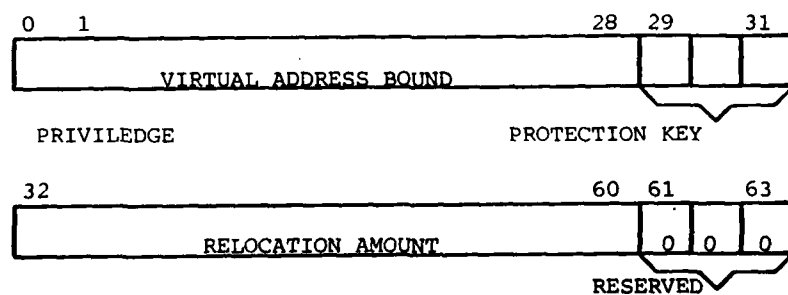 0 1 28 29 31
VIRTUAL ADDRESS BOUND
PRIVILEDGE PROTECTION KEY
32 60 61 63
RELOCATION AMOUNT 0 0 0
RESERVED